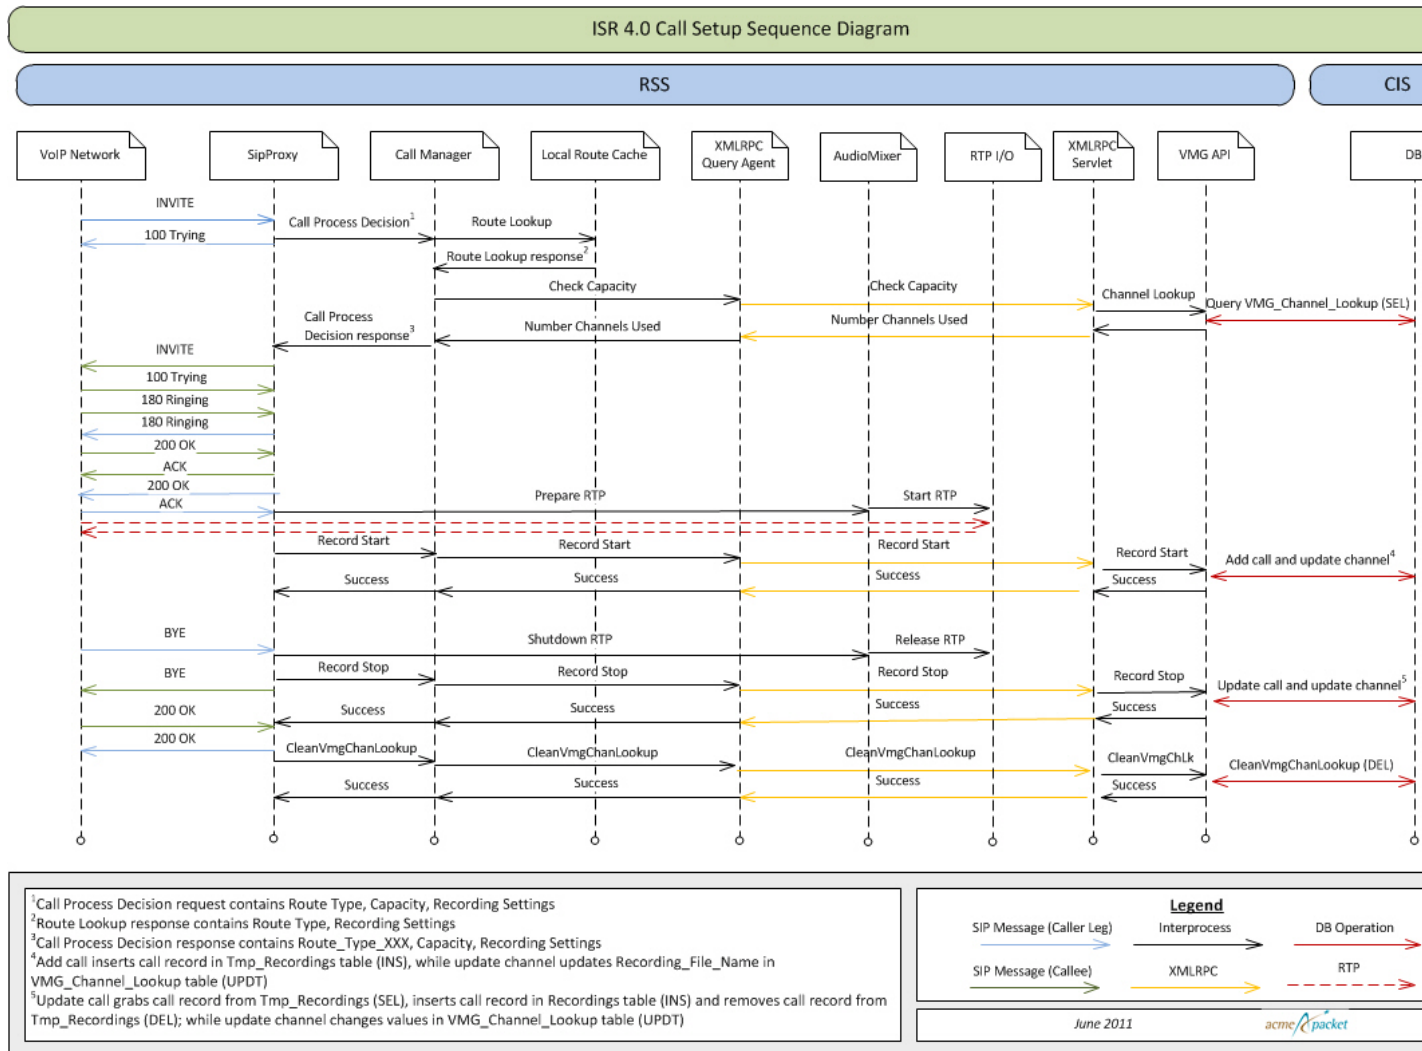 ISR 4.0 Call Setup Sequence Diagram
RSS
CIS
VoIP Network
SipProxy
Call Manager
Local Route Cache
XMLRPC
Query Agent
AudioMixer
RTP I/O
XMLRPC
Servlet
VMG API
DB
INVITE
Call Process Decision¹
Route Lookup
100 Trying
Route Lookup response²
Check Capacity
Check Capacity
Channel Lookup
Query VMG_Channel_Lookup (SEL)
Call Process
Decision response³
Number Channels Used
Number Channels Used
INVITE
100 Trying
180 Ringing
180 Ringing
200 OK
ACK
200 OK
ACK
Prepare RTP
Start RTP
Record Start
Record Start
Record Start
Record Start
Add call and update channel⁴
Success
Success
Success
Success
BYE
Shutdown RTP
Release RTP
BYE
Record Stop
Record Stop
Record Stop
Record Stop
Update call and update channel⁵
200 OK
Success
Success
Success
Success
200 OK
CleanVmgChanLookup
CleanVmgChanLookup
CleanVmgChanLookup
CleanVmgChLk
CleanVmgChanLookup (DEL)
Success
Success
Success
Success
¹Call Process Decision request contains Route Type, Capacity, Recording Settings
²Route Lookup response contains Route Type, Recording Settings
³Call Process Decision response contains Route_Type_XXX, Capacity, Recording Settings
⁴Add call inserts call record in Tmp_Recordings table (INS), while update channel updates Recording_File_Name in
VMG_Channel_Lookup table (UPDT)
⁵Update call grabs call record from Tmp_Recordings (SEL), inserts call record in Recordings table (INS) and removes call record from
Tmp_Recordings (DEL); while update channel changes values in VMG_Channel_Lookup table (UPDT)
Legend
SIP Message (Caller Leg)
Interprocess
DB Operation
SIP Message (Callee)
XMLRPC
RTP
June 2011
acme packet